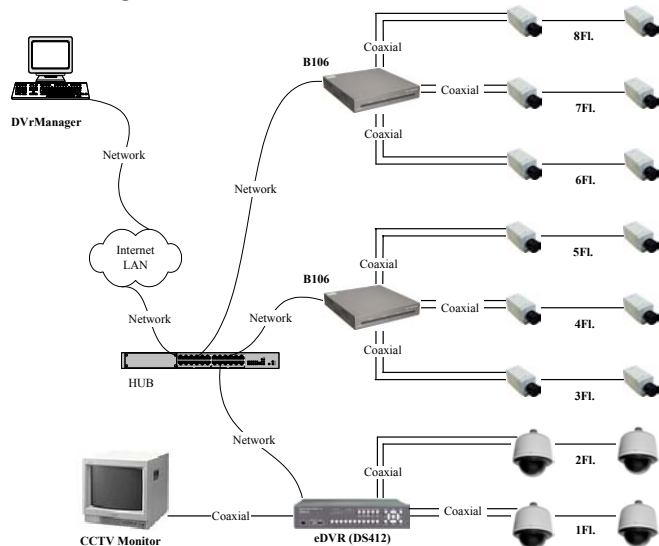 8Fl.
Coaxial
B106
Coaxial
7Fl.
DVrManager
Coaxial
Network
6Fl.
Network
Internet
LAN
5Fl.
Coaxial
B106
Network
Network
Coaxial
4Fl.
HUB
Coaxial
3Fl.
Network
2Fl.
Coaxial
Coaxial
1Fl.
Coaxial
CCTV Monitor
eDVR (DS412)